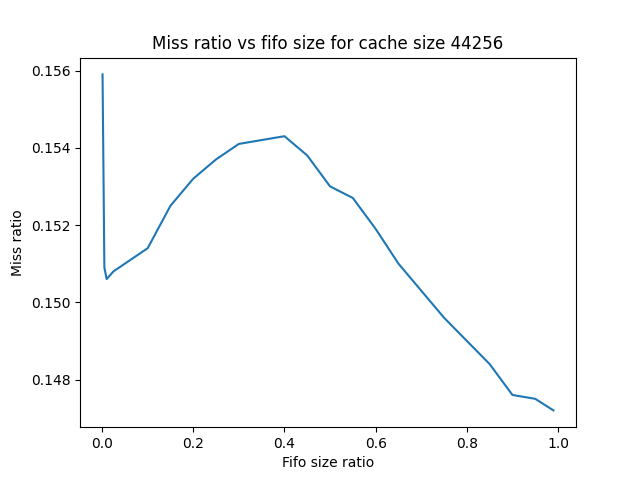 Miss ratio vs fifo size for cache size 44256
0.156
0.154
0.152
0.150
0.148
Miss ratio
0.0 0.2 0.4 0.6 0.8 1.0
Fifo size ratio